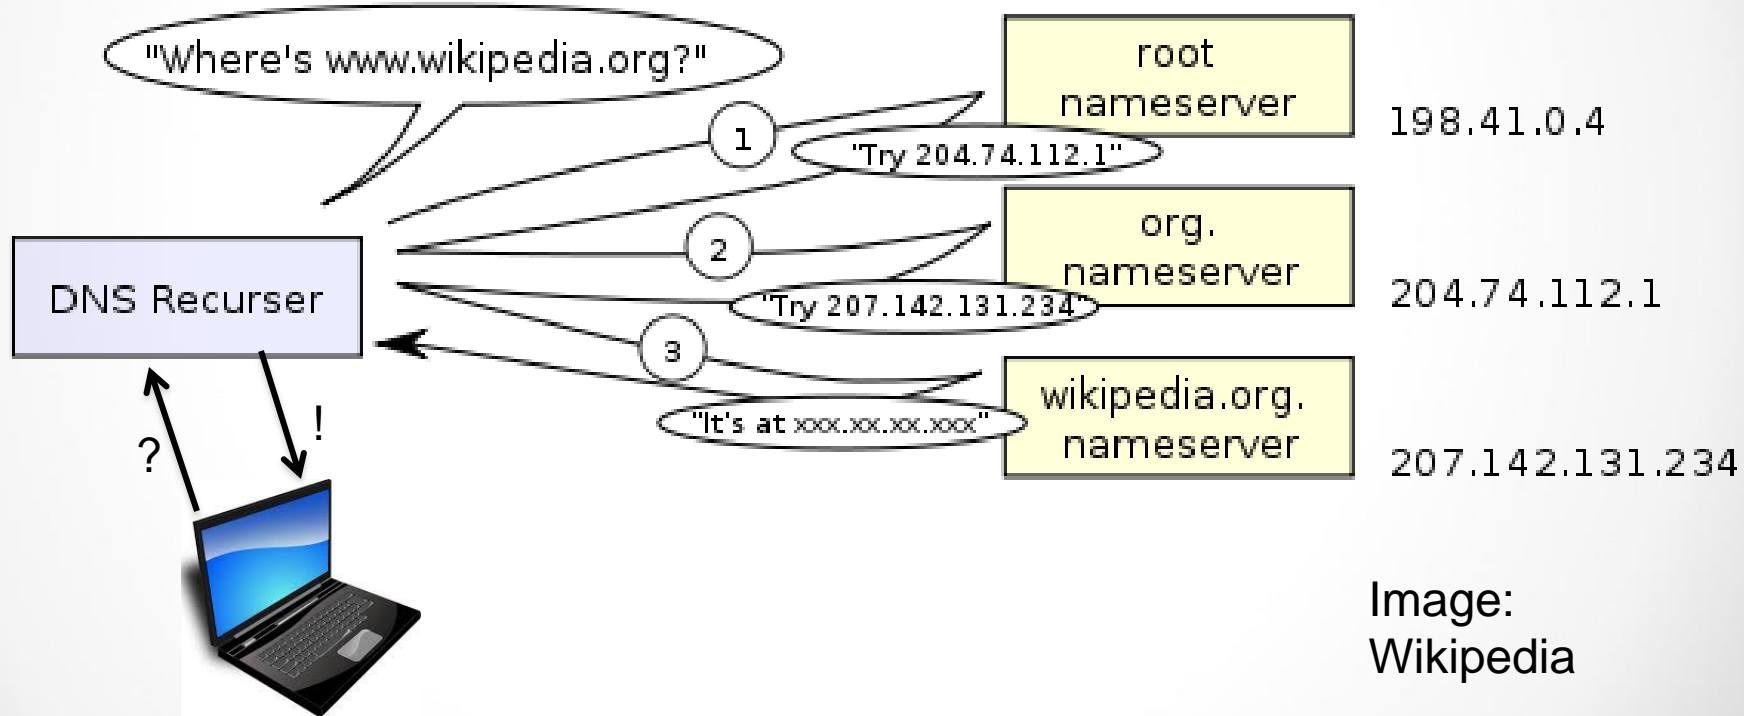 "Where's www.wikipedia.org?"
root
nameserver
198.41.0.4
1
"Try 204.74.112.1"
org.
nameserver
204.74.112.1
2
"Try 207.142.131.234"
DNS Recurser
3
wikipedia.org.
nameserver
207.142.131.234
"It's at xxx.xx.xx.xxx"
?
!
Image:
Wikipedia